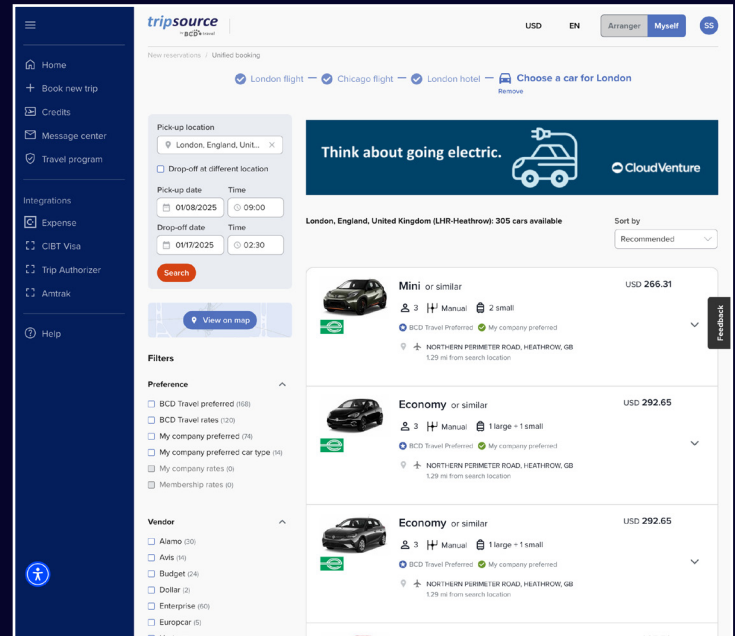 tripsource
BCD travel
USD
EN
Arranger
Myself
SS
New reservations / Unified booking
London flight
Chicago flight
London hotel
Choose a car for London
Remove
Home
Book new trip
Credits
Message center
Travel program
Integrations
Expense
CIBT Visa
Trip Authorizer
Amtrak
Help
Pick-up location
London, England, Unit...
Drop-off at different location
Pick-up date Time
01/08/2025 09:00
Drop-off date Time
01/17/2025 02:30
Search
View on map
Filters
Preference
BCD Travel preferred (168)
BCD Travel rates (120)
My company preferred (74)
My company preferred car type (14)
My company rates (0)
Membership rates (0)
Vendor
Alamo (30)
Avis (14)
Budget (24)
Dollar (2)
Enterprise (60)
Europcar (5)
Think about going electric.
CloudVenture
London, England, United Kingdom (LHR-Heathrow): 305 cars available
Sort by
Recommended
Mini or similar
USD 266.31
3 Manual 2 small
BCD Travel Preferred My company preferred
NORTHERN PERIMETER ROAD, HEATHROW, GB
1.29 mi from search location
Economy or similar
USD 292.65
3 Manual 1 large + 1 small
BCD Travel Preferred My company preferred
NORTHERN PERIMETER ROAD, HEATHROW, GB
1.29 mi from search location
Economy or similar
USD 292.65
3 Manual 1 large + 1 small
BCD Travel Preferred My company preferred
NORTHERN PERIMETER ROAD, HEATHROW, GB
1.29 mi from search location
Feedback